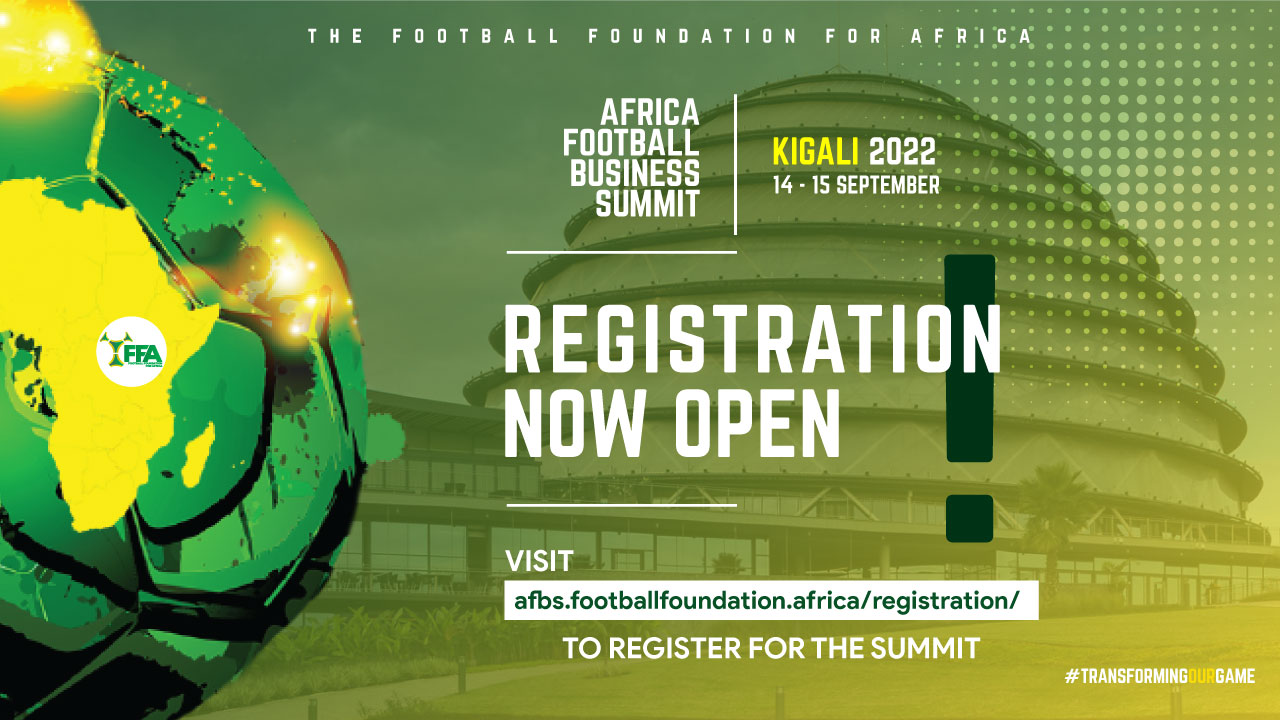 THE FOOTBALL FOUNDATION FOR AFRICA
AFRICA
FOOTBALL
BUSINESS
SUMMIT
KIGALI 2022
14 - 15 SEPTEMBER
REGISTRATION
NOW OPEN
!
FFA
VISIT
afbs.footballfoundation.africa/registration/
TO REGISTER FOR THE SUMMIT
#TRANSFORMINGOURGAME